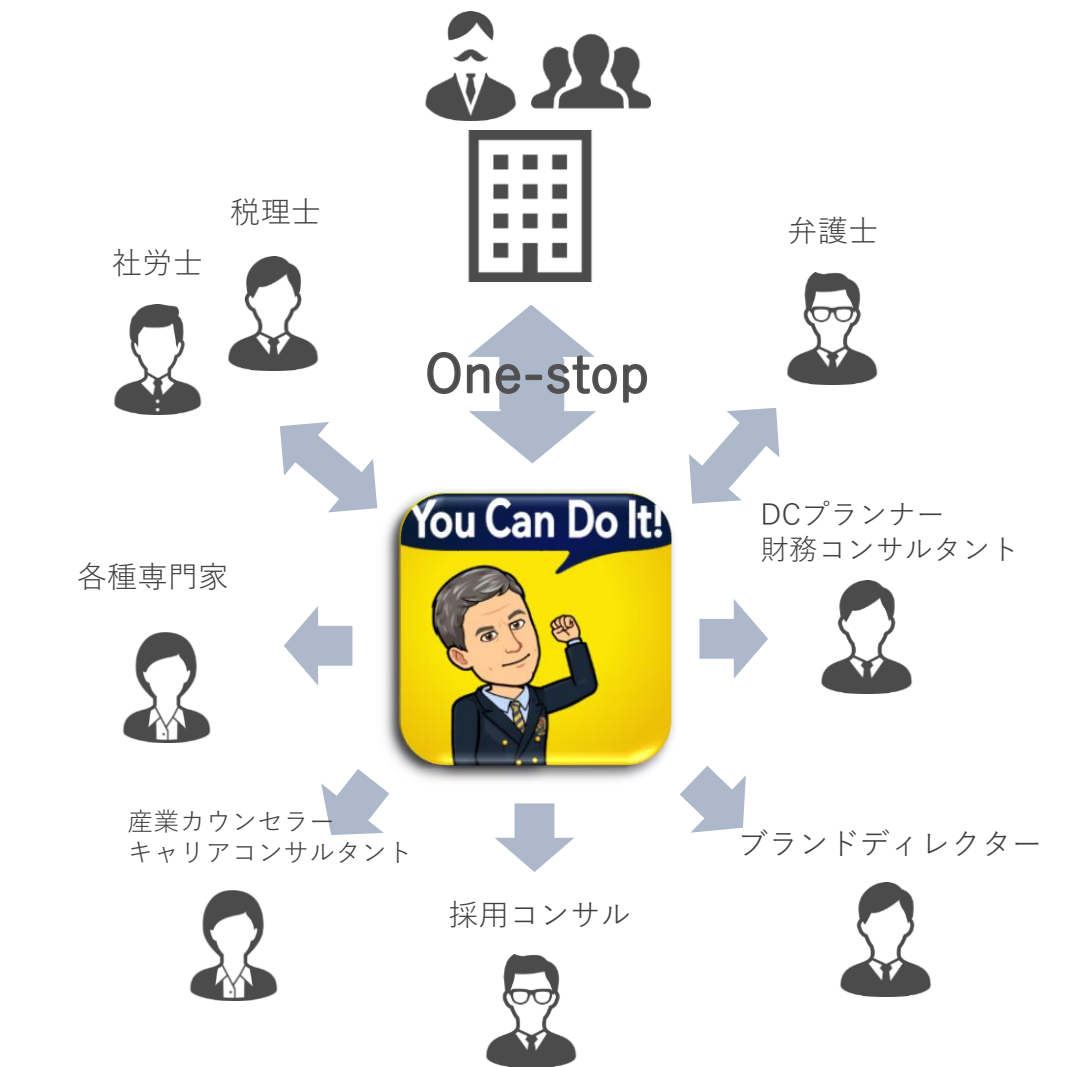 税理士
弁護士
社労士
One-stop
You Can Do It!
DCプランナー
財務コンサルタント
各種専門家
産業カウンセラー
キャリアコンサルタント
ブランドディレクター
採用コンサル